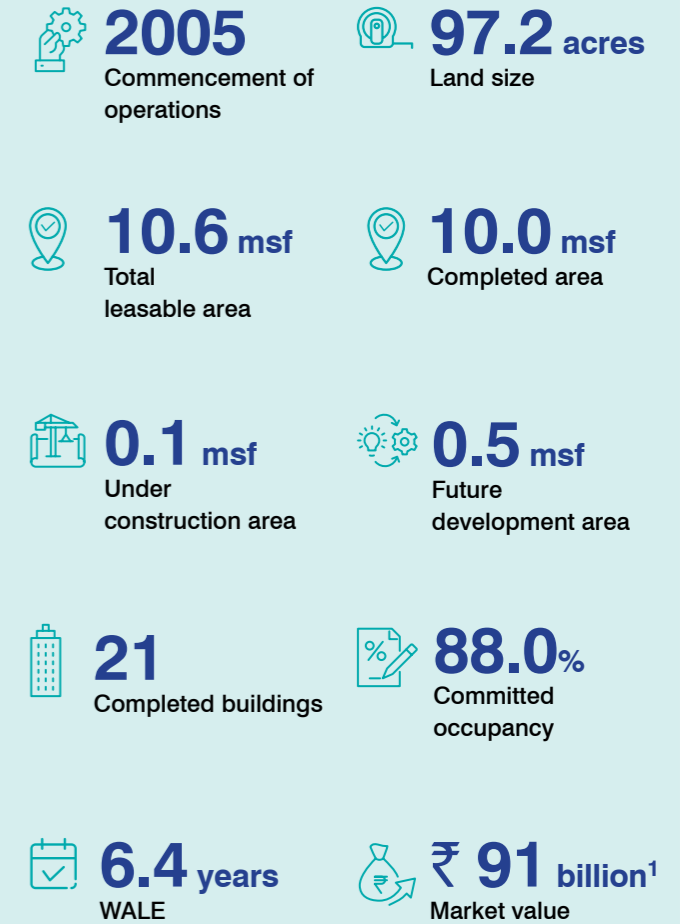 2005
Commencement of
operations
97.2 acres
Land size
10.6 msf
Total
leasable area
10.0 msf
Completed area
0.1 msf
Under
construction area
0.5 msf
Future
development area
21
Completed buildings
%
88.0%
Committed
occupancy
6.4 years
WALE
₹
₹ 91 billion¹
Market value